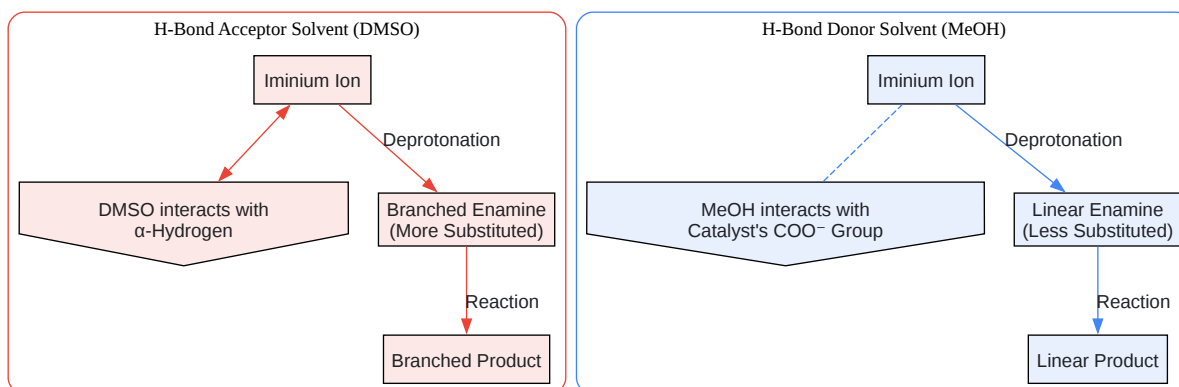 H-Bond Acceptor Solvent (DMSO)
Iminium Ion
Deprotonation
DMSO interacts with
α-Hydrogen
Branched Enamine
(More Substituted)
Reaction
Branched Product
H-Bond Donor Solvent (MeOH)
Iminium Ion
Deprotonation
MeOH interacts with
Catalyst's COO⁻ Group
Linear Enamine
(Less Substituted)
Reaction
Linear Product